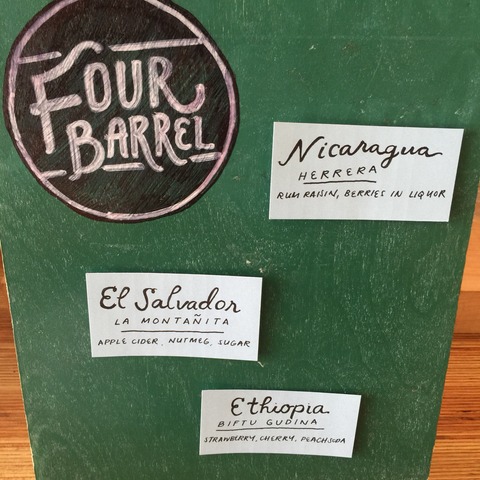 FOUR
BARREL
Nicaragua
HERRERA
RUM RAISIN, BERRIES IN LIQUOR
El Salvador
LA MONTAÑITA
APPLE CIDER, NUTMEG, SUGAR
Ethiopia
BIFTU GUDINA
STRAWBERRY, CHERRY, PEACH SODA